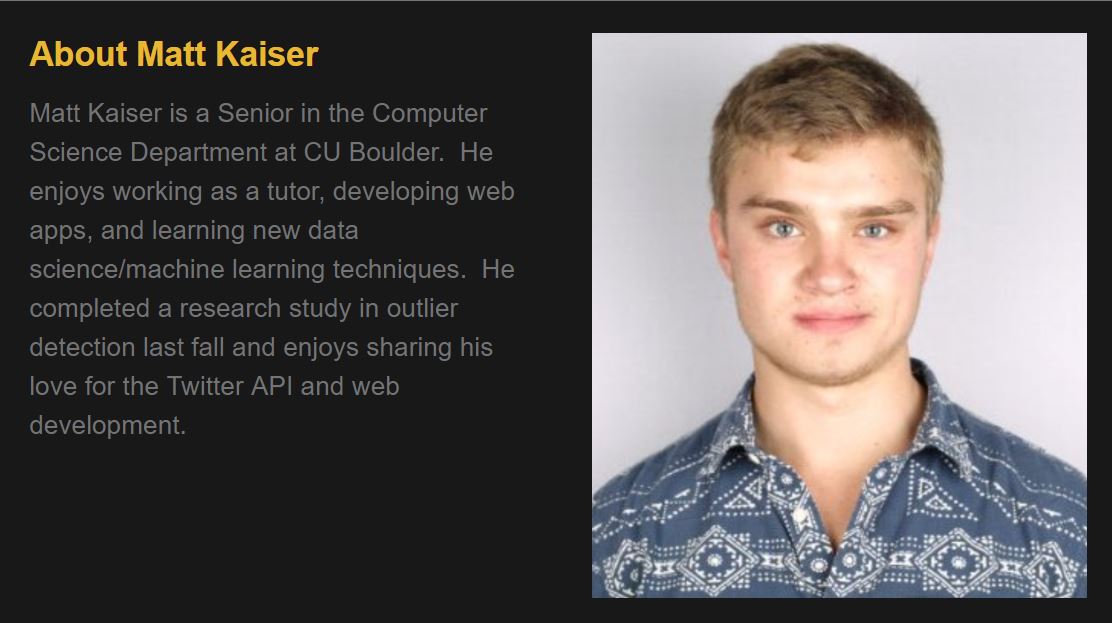 About Matt Kaiser
Matt Kaiser is a Senior in the Computer
Science Department at CU Boulder.  He
enjoys working as a tutor, developing web
apps, and learning new data
science/machine learning techniques.  He
completed a research study in outlier
detection last fall and enjoys sharing his
love for the Twitter API and web
development.